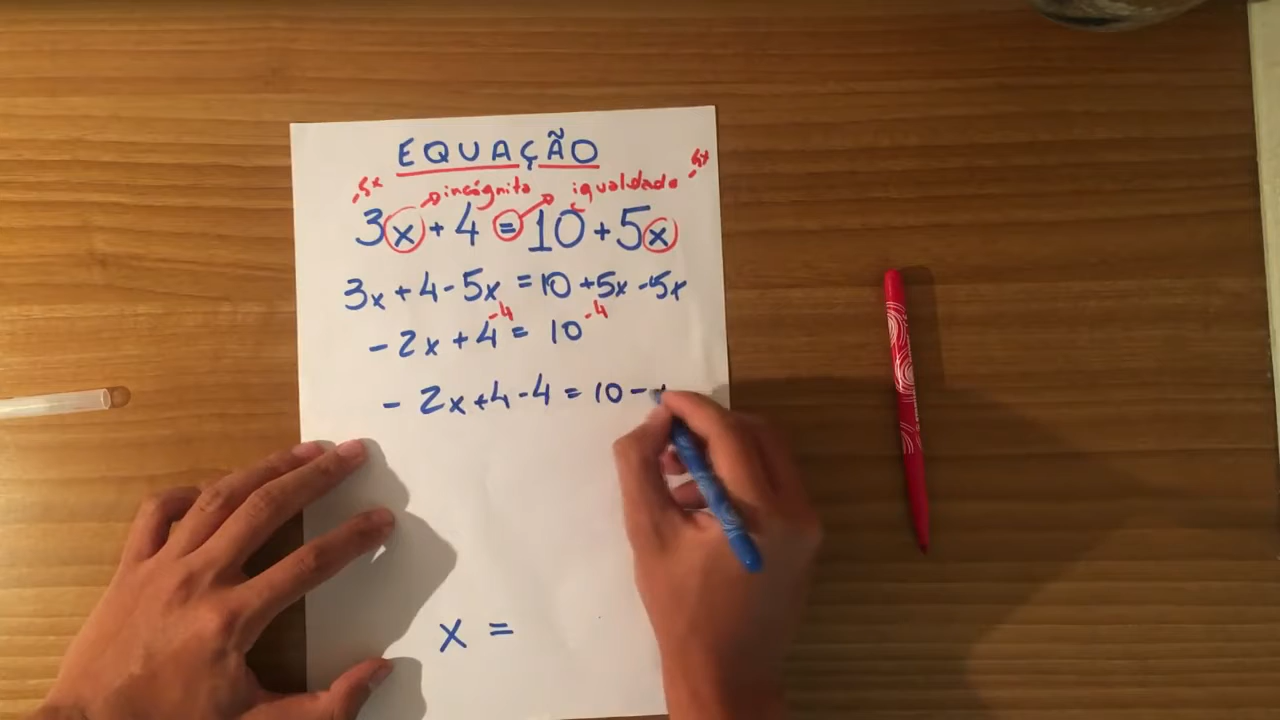 EQUAÇÃO
-5x incógnita igualdade -5x
3x + 4 = 10 + 5x
3x + 4 - 5x = 10 + 5x - 5x
-4 -4
- 2x + 4 = 10
- 2x + 4 - 4 = 10 -
x =